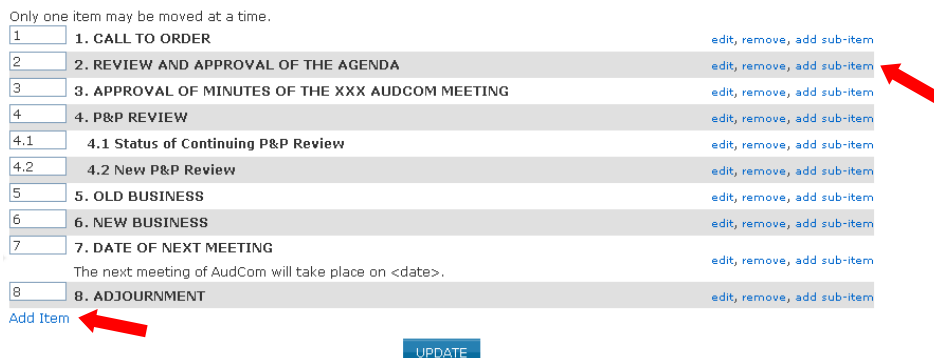 Only one item may be moved at a time.
1 1. CALL TO ORDER edit, remove, add sub-item
2 2. REVIEW AND APPROVAL OF THE AGENDA edit, remove, add sub-item
3 3. APPROVAL OF MINUTES OF THE XXX AUDCOM MEETING edit, remove, add sub-item
4 4. P&P REVIEW edit, remove, add sub-item
4.1 4.1 Status of Continuing P&P Review edit, remove, add sub-item
4.2 4.2 New P&P Review edit, remove, add sub-item
5 5. OLD BUSINESS edit, remove, add sub-item
6 6. NEW BUSINESS edit, remove, add sub-item
7 7. DATE OF NEXT MEETING
edit, remove, add sub-item
The next meeting of AudCom will take place on <date>.
8 8. ADJOURNMENT edit, remove, add sub-item
Add Item
UPDATE